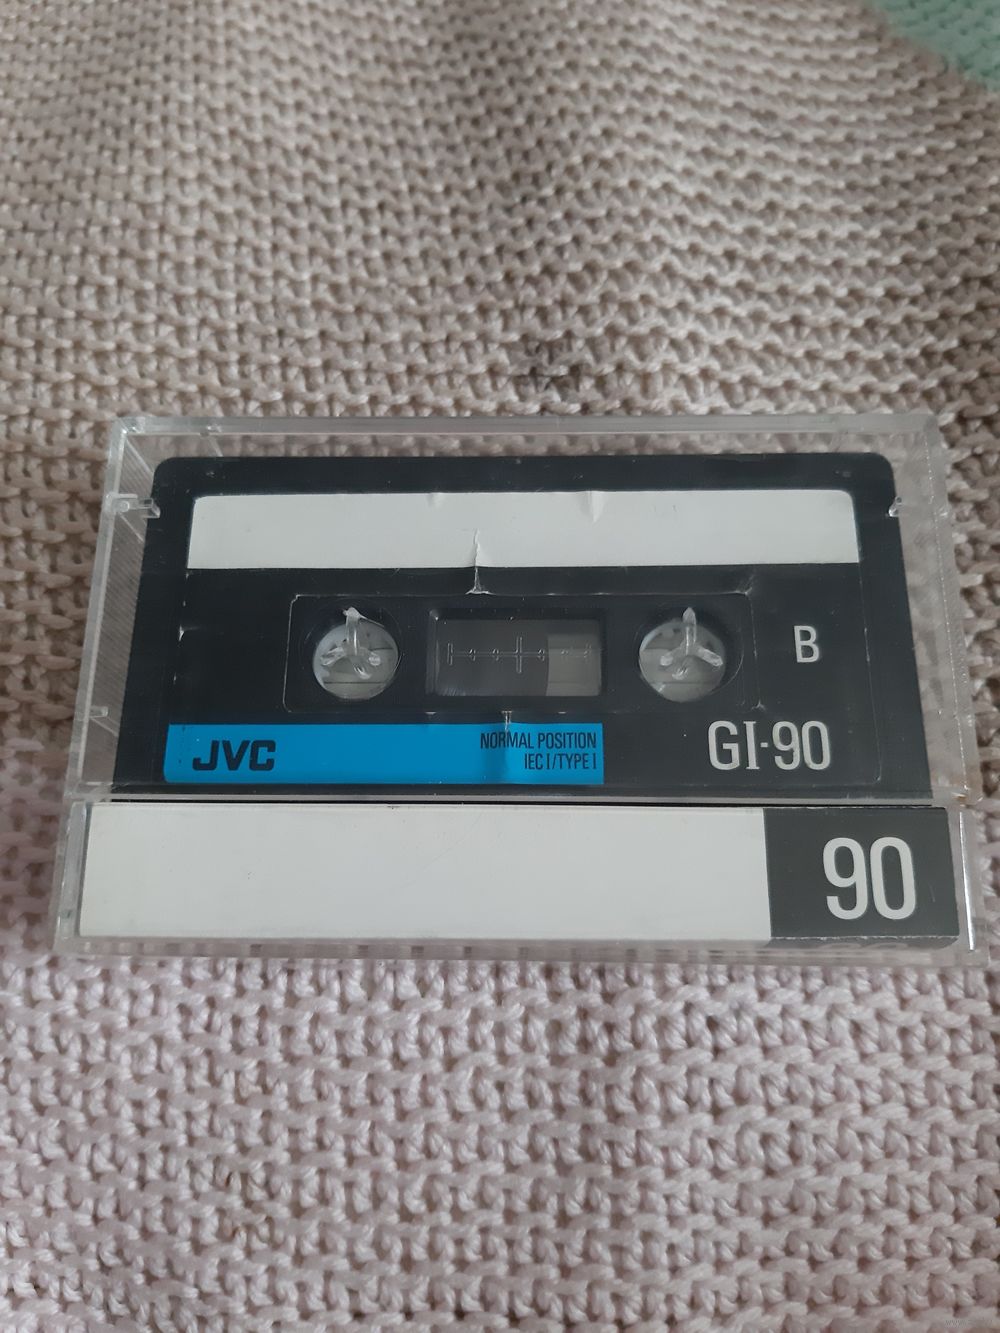 B
JVC
NORMAL POSITION
IEC I/TYPE I
GI-90
90